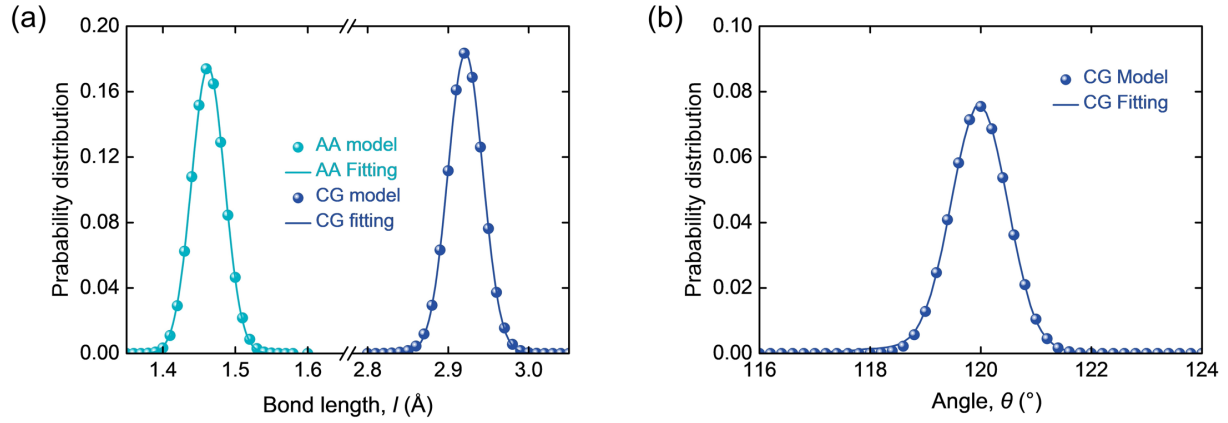 (a)
Prabability distribution
0.20
0.16
0.12
0.08
0.04
0.00
AA model
AA Fitting
CG model
CG fitting
1.4 1.5 1.6 2.8 2.9 3.0
Bond length, l (Å)
(b)
Prabability distribution
0.10
0.08
0.06
0.04
0.02
0.00
CG Model
CG Fitting
116 118 120 122 124
Angle, θ (°)